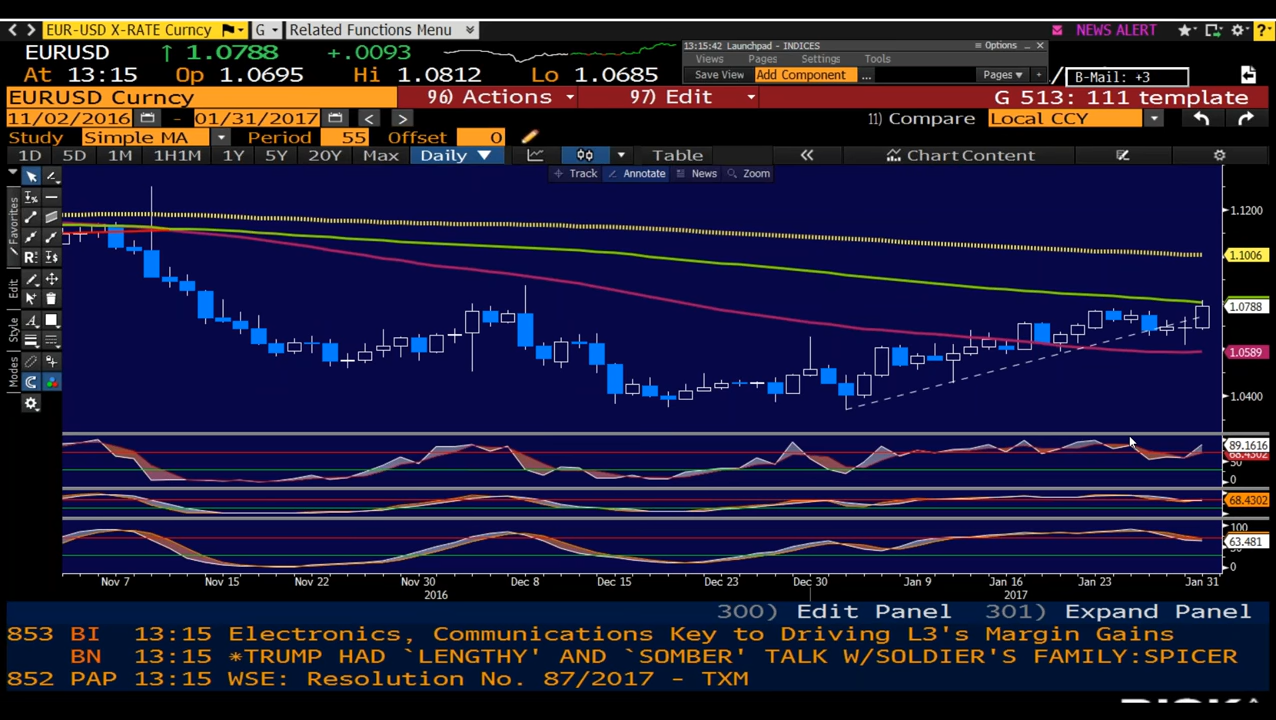 EUR-USD X-RATE Curncy G Related Functions Menu NEWS ALERT ?
EURUSD ↑ 1.0788 +.0093
13:15:42 Launchpad - INDICES Options
Views Pages Settings Tools
At 13:15 Op 1.0695 Hi 1.0812 Lo 1.0685
Save View Add Component ... Pages +
B-Mail: +3
EURUSD Curncy 96) Actions 97) Edit G 513: 111 template
11/02/2016 - 01/31/2017 < > 11) Compare Local CCY
Study Simple MA Period 55 Offset 0
1D 5D 1M 1H1M 1Y 5Y 20Y Max Daily ▼ Table « Chart Content
Track Annotate News Zoom
Favorites
Edit
Style
Modes
1.1200
1.1006
1.0788
1.0589
1.0400
89.1616
50
0
68.4302
100
63.481
0
Nov 7 Nov 15 Nov 22 Nov 30 Dec 8 Dec 15 Dec 23 Dec 30 Jan 9 Jan 16 Jan 23 Jan 31
2016 2017
300) Edit Panel 301) Expand Panel
853 BI 13:15 Electronics, Communications Key to Driving L3's Margin Gains
BN 13:15 *TRUMP HAD `LENGTHY' AND `SOMBER' TALK W/SOLDIER'S FAMILY:SPICER
852 PAP 13:15 WSE: Resolution No. 87/2017 - TXM